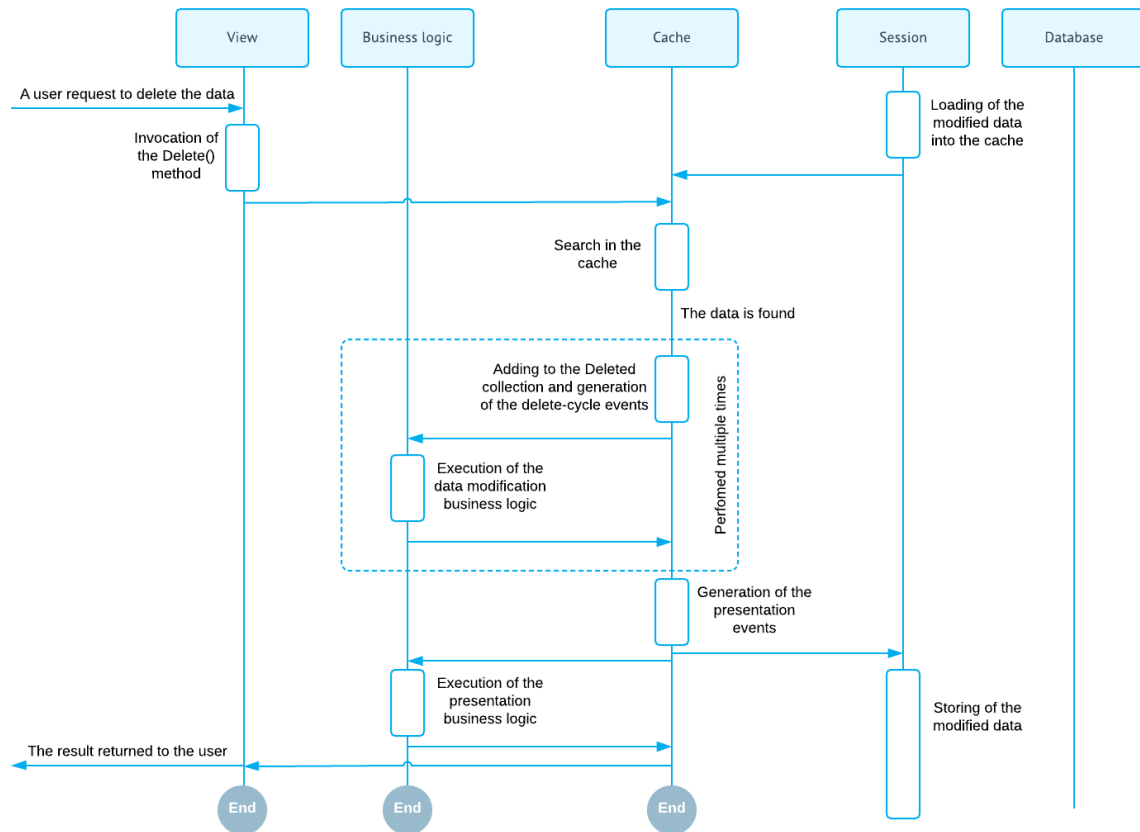 View
Business logic
Cache
Session
Database
A user request to delete the data
Invocation of
the Delete()
method
Loading of the
modified data
into the cache
Search in the
cache
The data is found
Adding to the Deleted
collection and generation
of the delete-cycle events
Perfomed multiple times
Execution of the
data modification
business logic
Generation of the
presentation
events
Execution of the
presentation
business logic
Storing of the
modified data
The result returned to the user
End
End
End